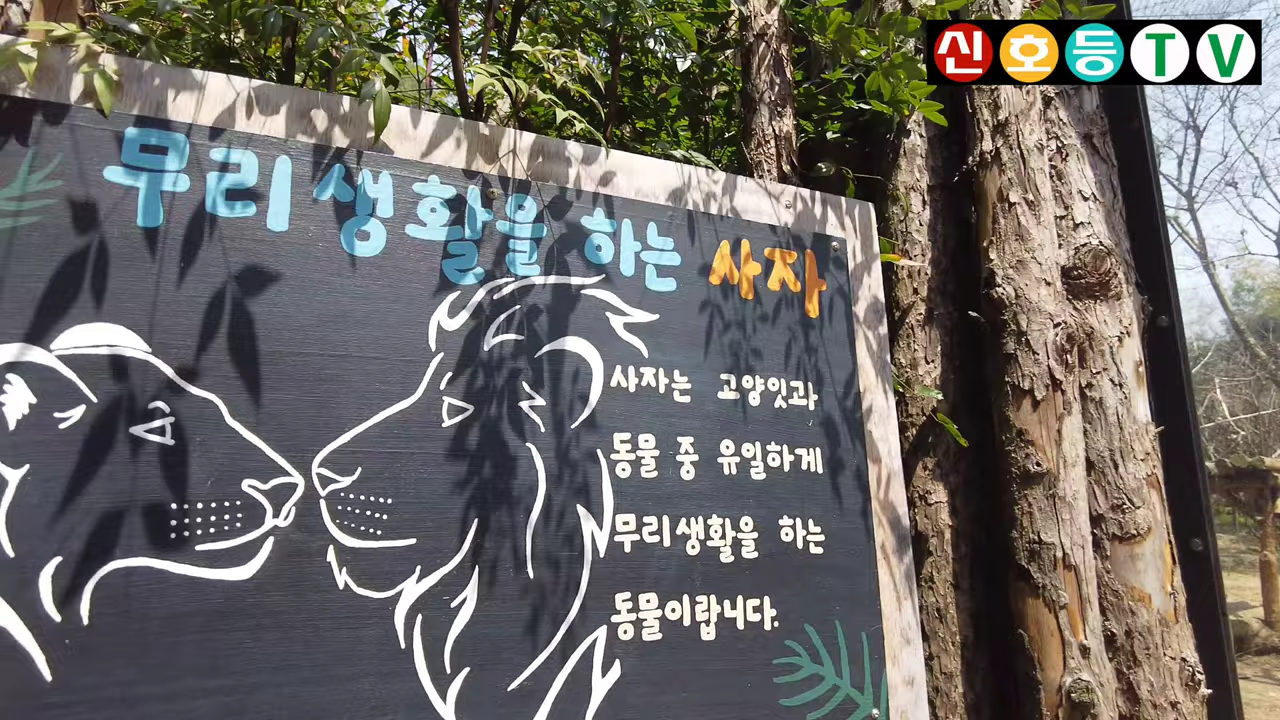 신호등TV
무리생활을 하는 사자
사자는 고양잇과
동물 중 유일하게
무리생활을 하는
동물이랍니다.